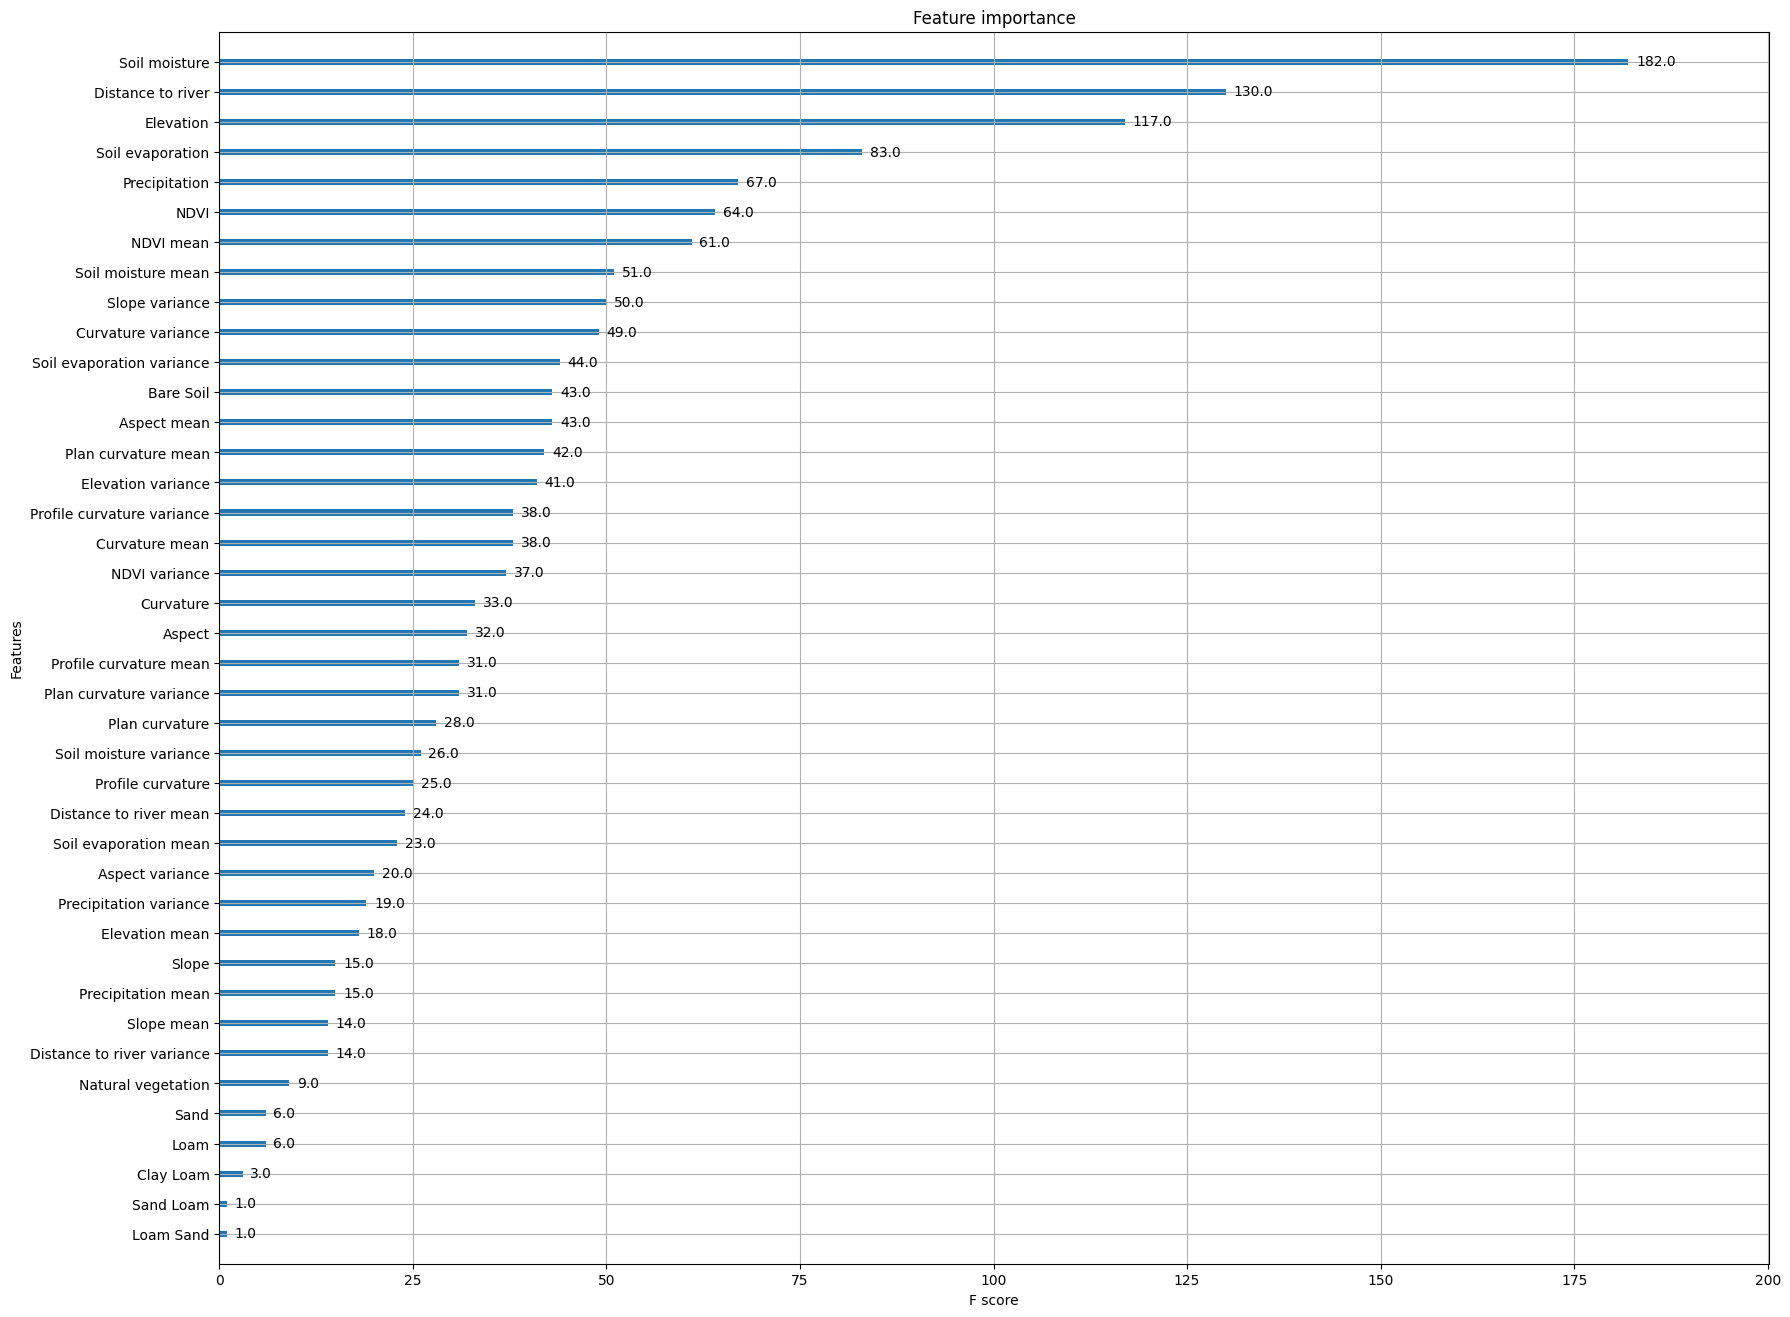 Feature importance
Soil moisture 182.0
Distance to river 130.0
Elevation 117.0
Soil evaporation 83.0
Precipitation 67.0
NDVI 64.0
NDVI mean 61.0
Soil moisture mean 51.0
Slope variance 50.0
Curvature variance 49.0
Soil evaporation variance 44.0
Bare Soil 43.0
Aspect mean 43.0
Plan curvature mean 42.0
Elevation variance 41.0
Profile curvature variance 38.0
Curvature mean 38.0
NDVI variance 37.0
Curvature 33.0
Aspect 32.0
Features
Profile curvature mean 31.0
Plan curvature variance 31.0
Plan curvature 28.0
Soil moisture variance 26.0
Profile curvature 25.0
Distance to river mean 24.0
Soil evaporation mean 23.0
Aspect variance 20.0
Precipitation variance 19.0
Elevation mean 18.0
Slope 15.0
Precipitation mean 15.0
Slope mean 14.0
Distance to river variance 14.0
Natural vegetation 9.0
Sand 6.0
Loam 6.0
Clay Loam 3.0
Sand Loam 1.0
Loam Sand 1.0
0 25 50 75 100 125 150 175 200
F score